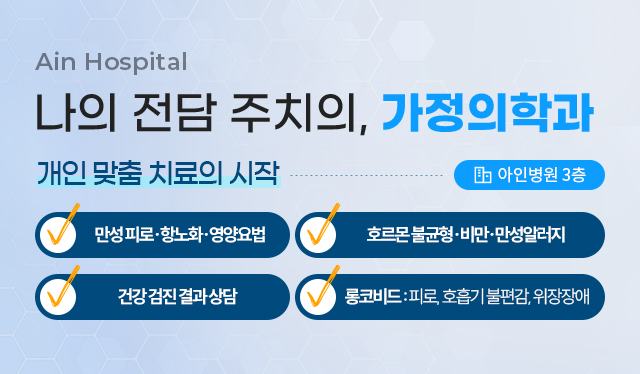 Ain Hospital
나의 전담 주치의, 가정의학과
개인 맞춤 치료의 시작
아인병원 3층
만성 피로·항노화·영양요법
호르몬 불균형·비만·만성알러지
건강 검진 결과 상담
롱코비드 : 피로, 호흡기 불편감, 위장장애